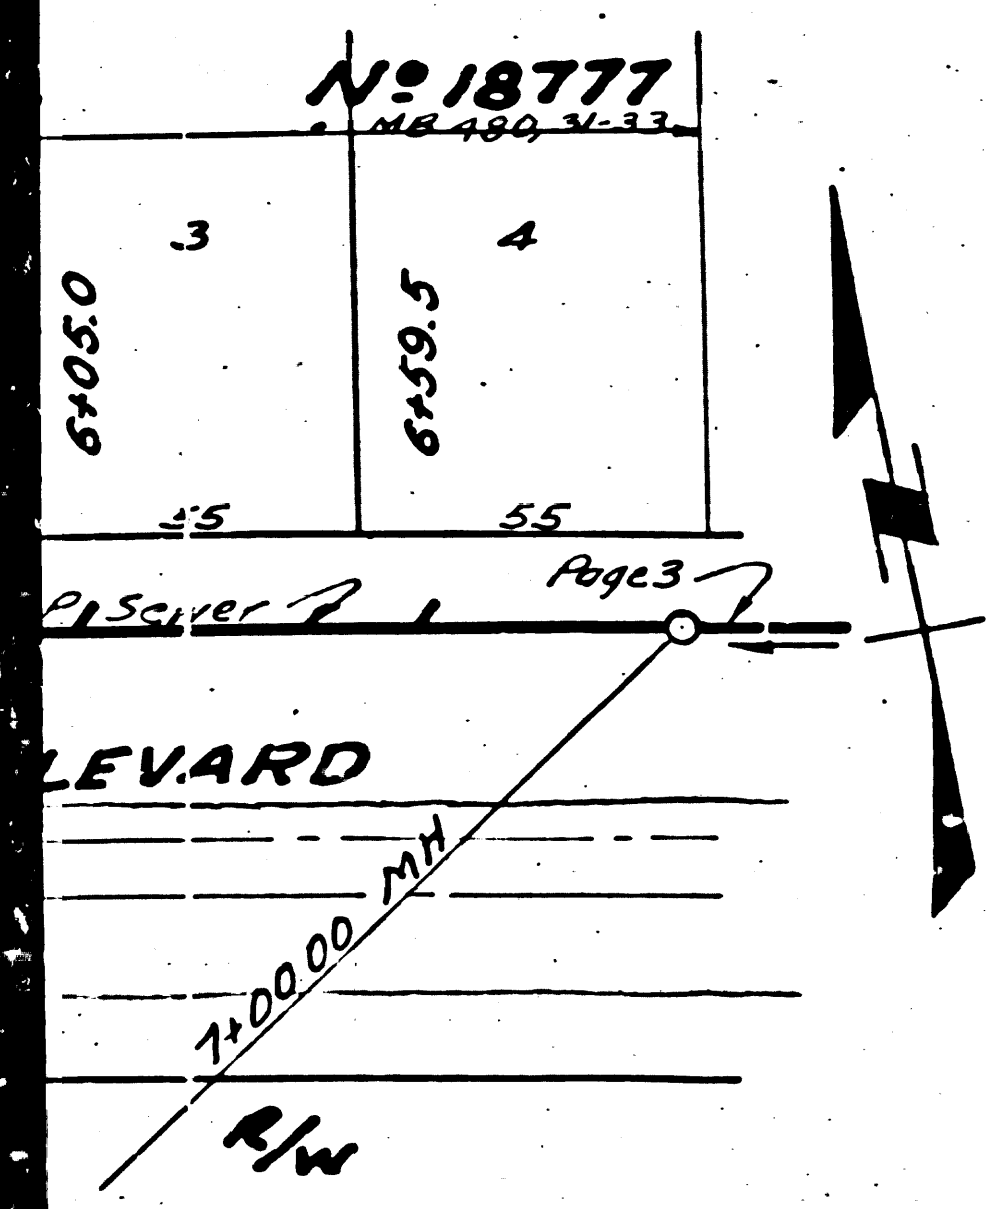 Nº 18777
MB 480, 31-33
3
4
6+05.0
6+59.5
55
55
Page 3
P Sewer
LEVARD
MH
7+00.00
R/W